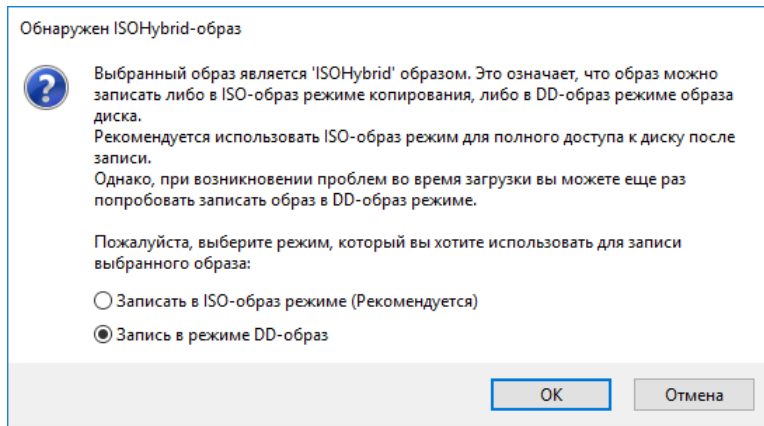 Обнаружен ISOHybrid-образ
Выбранный образ является 'ISOHybrid' образом. Это означает, что образ можно
записать либо в ISO-образ режиме копирования, либо в DD-образ режиме образа
диска.
Рекомендуется использовать ISO-образ режим для полного доступа к диску после
записи.
Однако, при возникновении проблем во время загрузки вы можете еще раз
попробовать записать образ в DD-образ режиме.
Пожалуйста, выберите режим, который вы хотите использовать для записи
выбранного образа:
Записать в ISO-образ режиме (Рекомендуется)
Запись в режиме DD-образ
OK Отмена